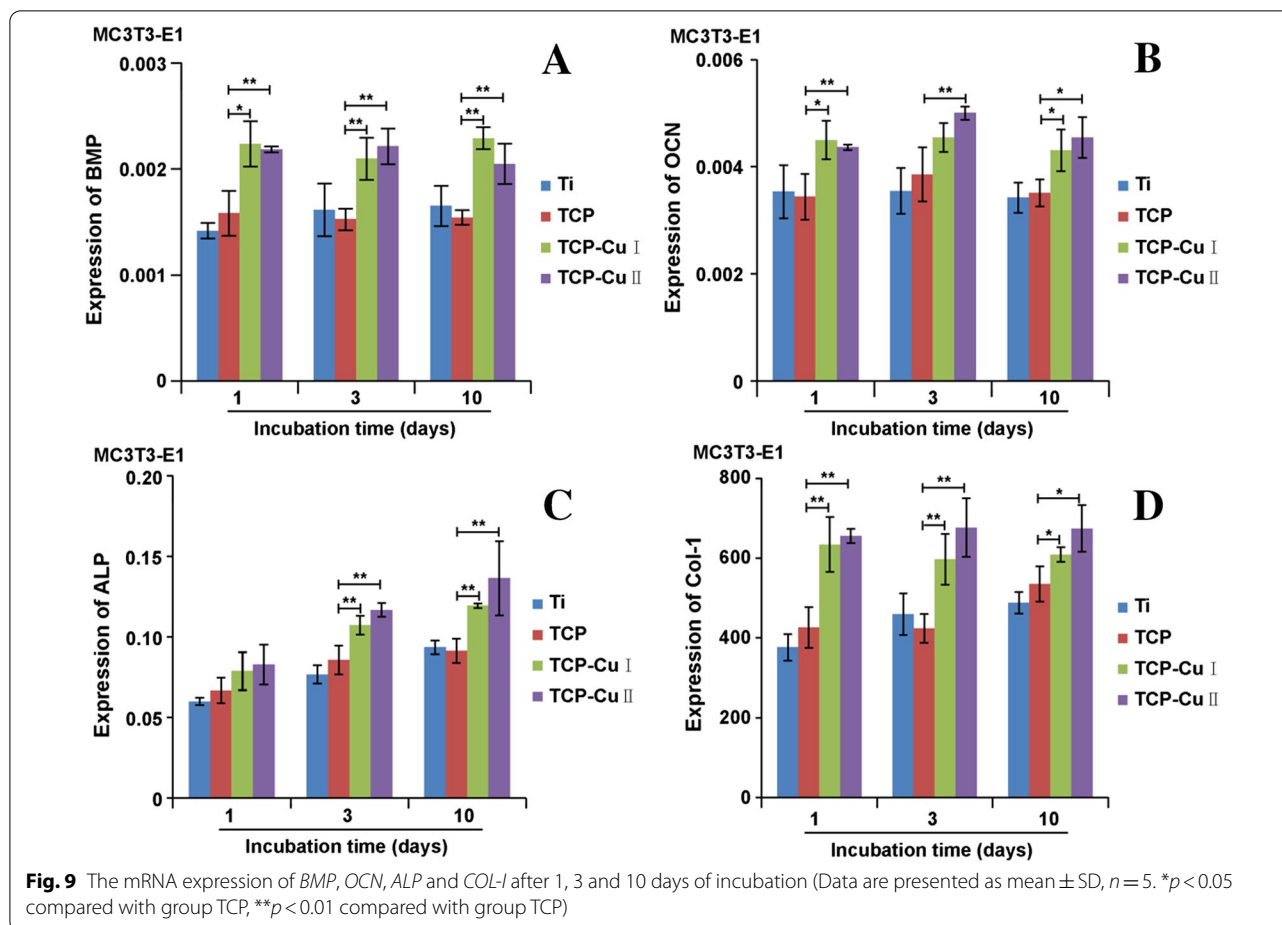 MC3T3-E1
A
Expression of BMP
0.003
0.002
0.001
0
** ** **
* ** **
Ti
TCP
TCP-Cu Ⅰ
TCP-Cu Ⅱ
1 3 10
Incubation time (days)
MC3T3-E1
B
Expression of OCN
0.006
0.004
0.002
0
** ** *
* *
Ti
TCP
TCP-Cu Ⅰ
TCP-Cu Ⅱ
1 3 10
Incubation time (days)
MC3T3-E1
C
Expression of ALP
0.20
0.15
0.10
0.05
0
** **
** **
Ti
TCP
TCP-Cu Ⅰ
TCP-Cu Ⅱ
1 3 10
Incubation time (days)
MC3T3-E1
D
Expression of Col-1
800
600
400
200
0
** ** *
** ** *
Ti
TCP
TCP-Cu Ⅰ
TCP-Cu Ⅱ
1 3 10
Incubation time (days)
Fig. 9 The mRNA expression of BMP, OCN, ALP and COL-I after 1, 3 and 10 days of incubation (Data are presented as mean ± SD, n = 5. *p < 0.05
compared with group TCP, **p < 0.01 compared with group TCP)